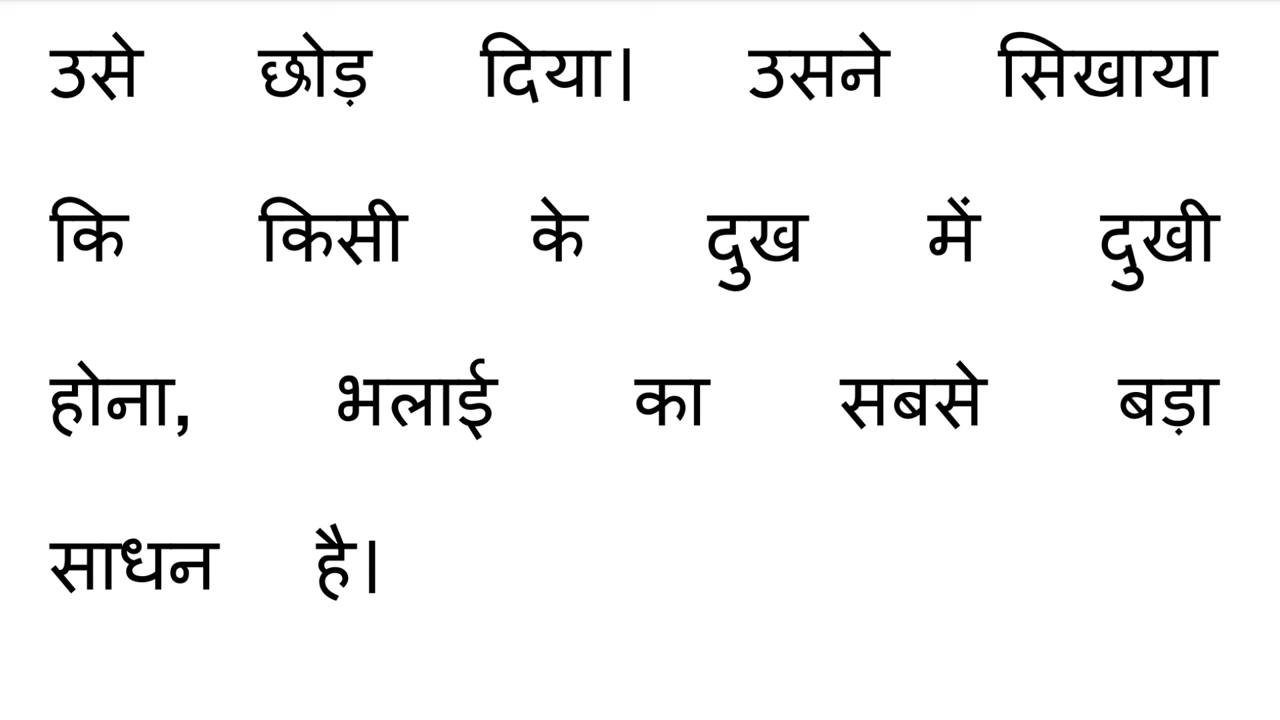 उसे छोड़ दिया। उसने सिखाया
कि किसी के दुख में दुखी
होना, भलाई का सबसे बड़ा
साधन है।